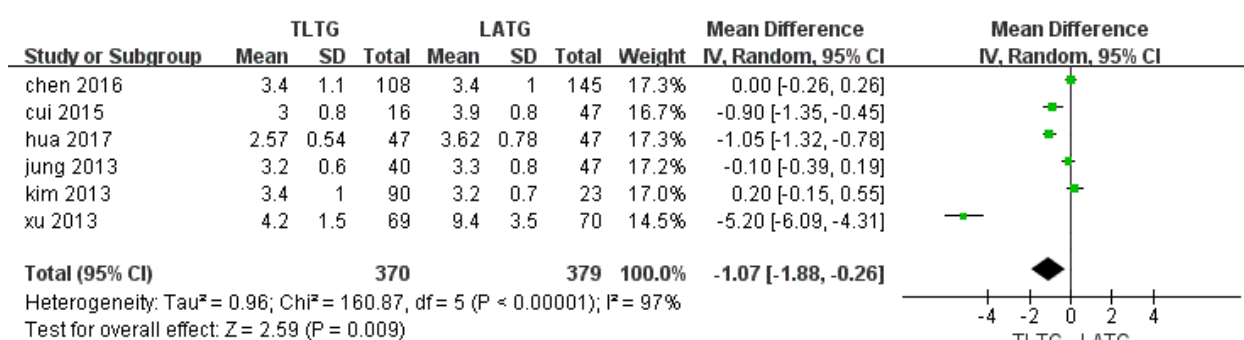 TLTG LATG Mean Difference Mean Difference
Study or Subgroup Mean SD Total Mean SD Total Weight IV, Random, 95% CI IV, Random, 95% CI
chen 2016 3.4 1.1 108 3.4 1 145 17.3% 0.00 [-0.26, 0.26]
cui 2015 3 0.8 16 3.9 0.8 47 16.7% -0.90 [-1.35, -0.45]
hua 2017 2.57 0.54 47 3.62 0.78 47 17.3% -1.05 [-1.32, -0.78]
jung 2013 3.2 0.6 40 3.3 0.8 47 17.2% -0.10 [-0.39, 0.19]
kim 2013 3.4 1 90 3.2 0.7 23 17.0% 0.20 [-0.15, 0.55]
xu 2013 4.2 1.5 69 9.4 3.5 70 14.5% -5.20 [-6.09, -4.31]
Total (95% CI) 370 379 100.0% -1.07 [-1.88, -0.26]
Heterogeneity: Tau² = 0.96; Chi² = 160.87, df = 5 (P < 0.00001); I² = 97%
Test for overall effect: Z = 2.59 (P = 0.009)
-4 -2 0 2 4
TLTG LATG